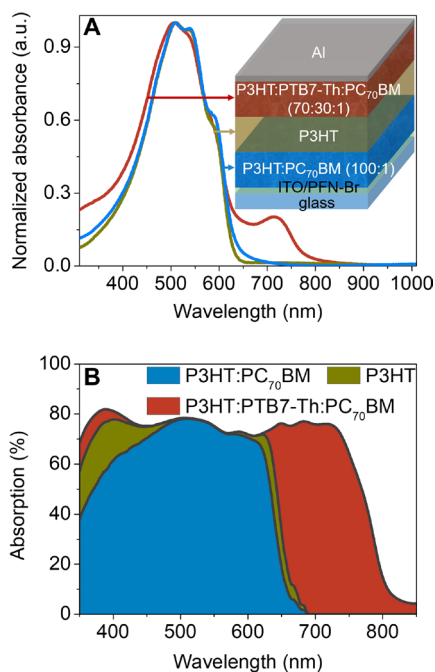 A
Normalized absorbance (a.u.)
0.9
0.6
0.3
0.0
400 500 600 700 800 900 1000
Wavelength (nm)
Al
P3HT:PTB7-Th:PC₇₀BM
(70:30:1)
P3HT
P3HT:PC₇₀BM (100:1)
ITO/PFN-Br
glass
B
P3HT:PC₇₀BM P3HT
P3HT:PTB7-Th:PC₇₀BM
Absorption (%)
100
80
60
40
20
0
400 500 600 700 800
Wavelength (nm)